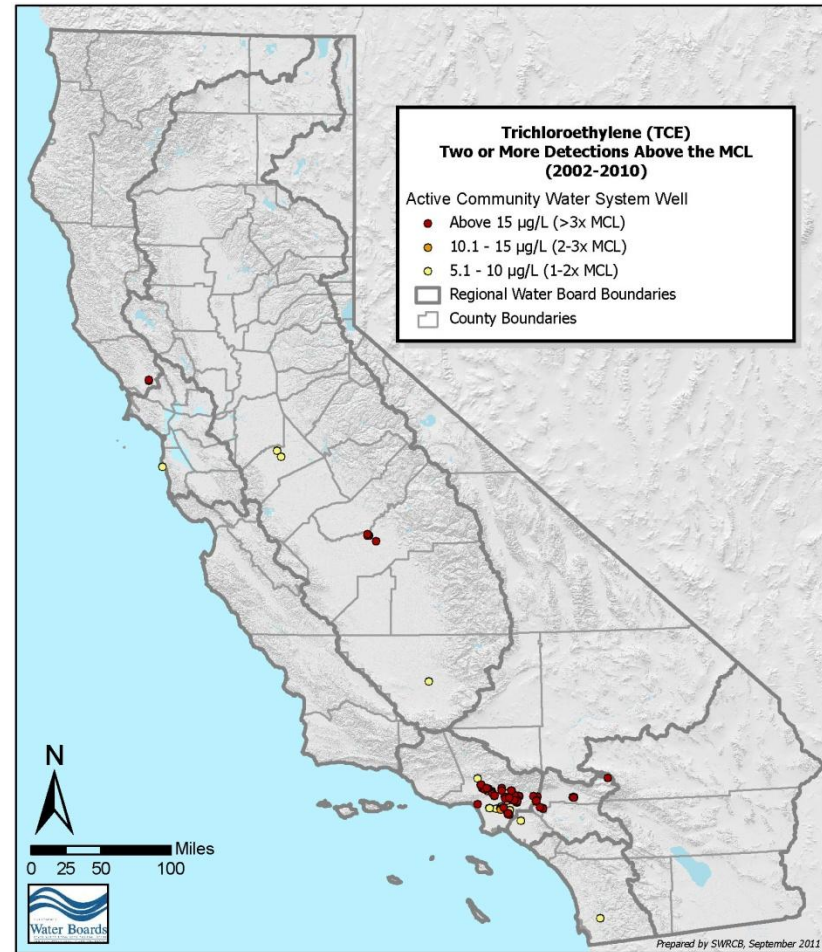 Trichloroethylene (TCE)
Two or More Detections Above the MCL
(2002-2010)
Active Community Water System Well
Above 15 µg/L (>3x MCL)
10.1 - 15 µg/L (2-3x MCL)
5.1 - 10 µg/L (1-2x MCL)
Regional Water Board Boundaries
County Boundaries
N
Miles
0 25 50 100
Water Boards
Prepared by SWRCB, September 2011